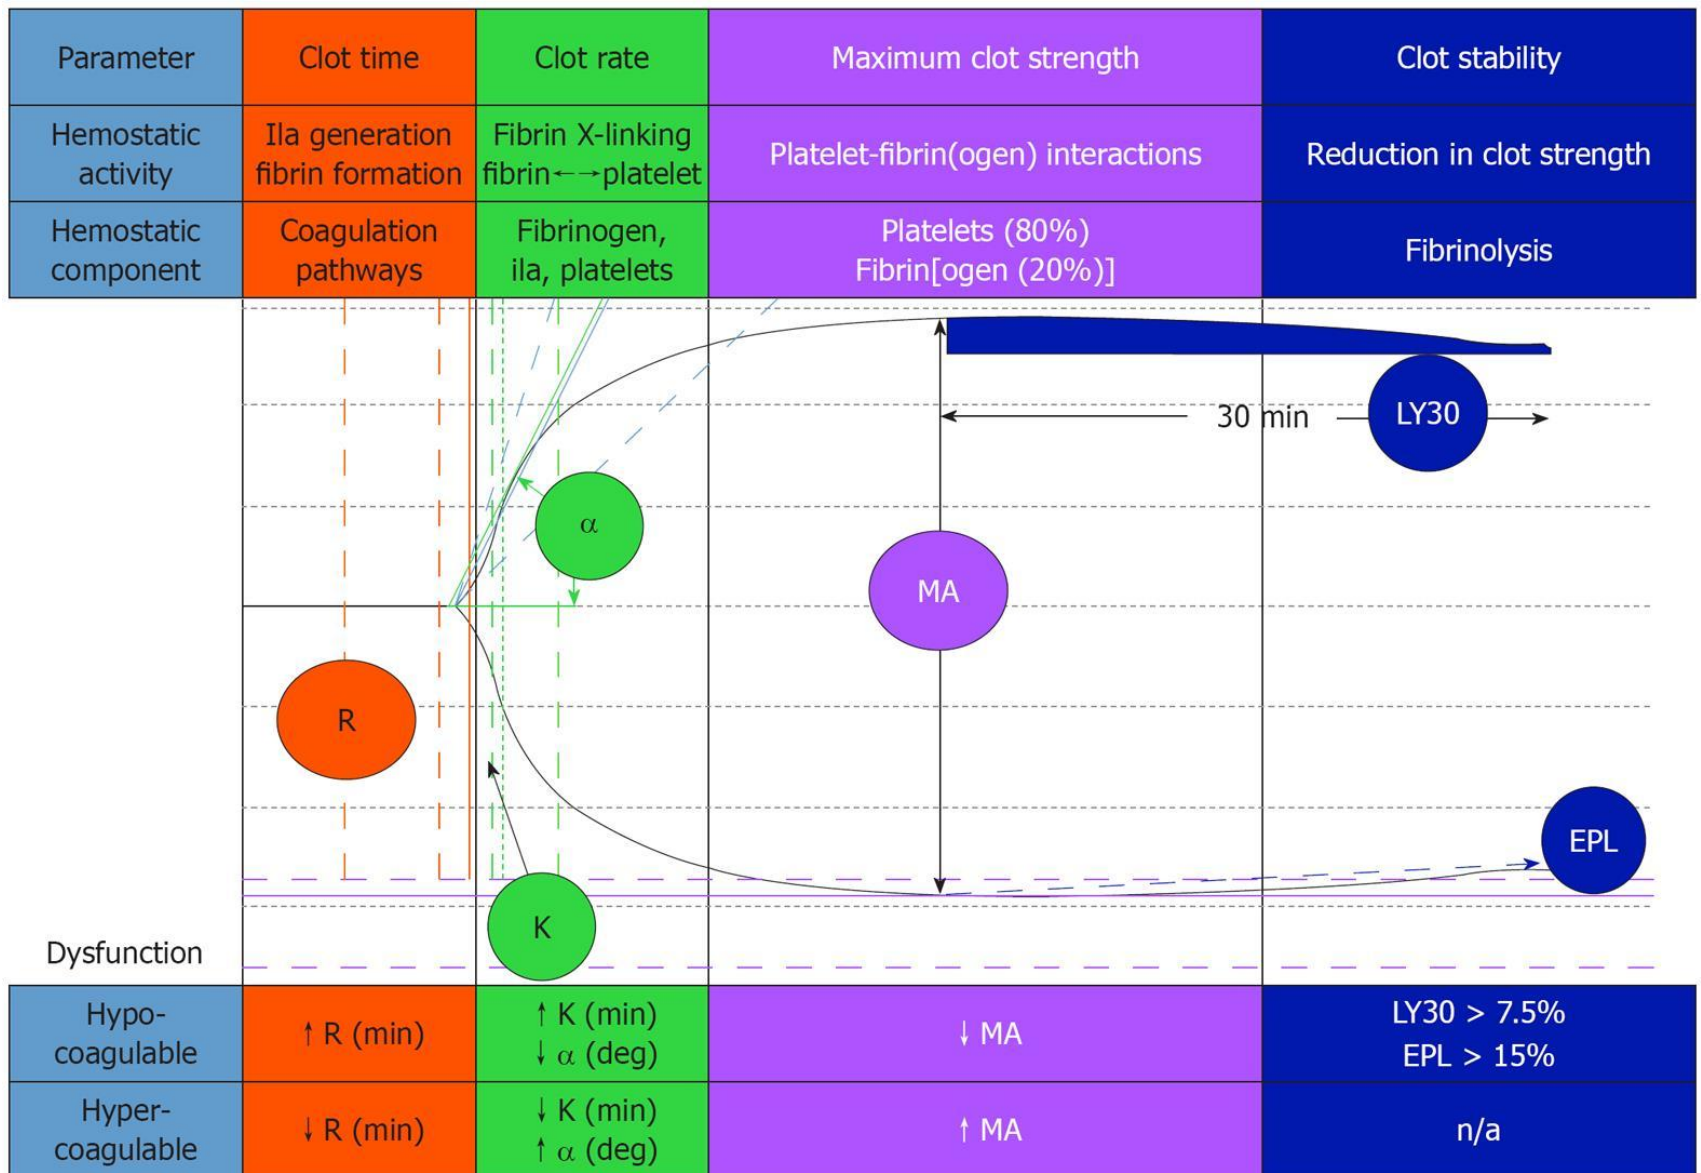 Parameter
Clot time
Clot rate
Maximum clot strength
Clot stability
Hemostatic
activity
IIa generation
fibrin formation
Fibrin X-linking
fibrin←→platelet
Platelet-fibrin(ogen) interactions
Reduction in clot strength
Hemostatic
component
Coagulation
pathways
Fibrinogen,
iIa, platelets
Platelets (80%)
Fibrin[ogen (20%)]
Fibrinolysis
30 min
LY30
α
MA
R
EPL
K
Dysfunction
Hypo-
coagulable
↑ R (min)
↑ K (min)
↓ α (deg)
↓ MA
LY30 > 7.5%
EPL > 15%
Hyper-
coagulable
↓ R (min)
↓ K (min)
↑ α (deg)
↑ MA
n/a